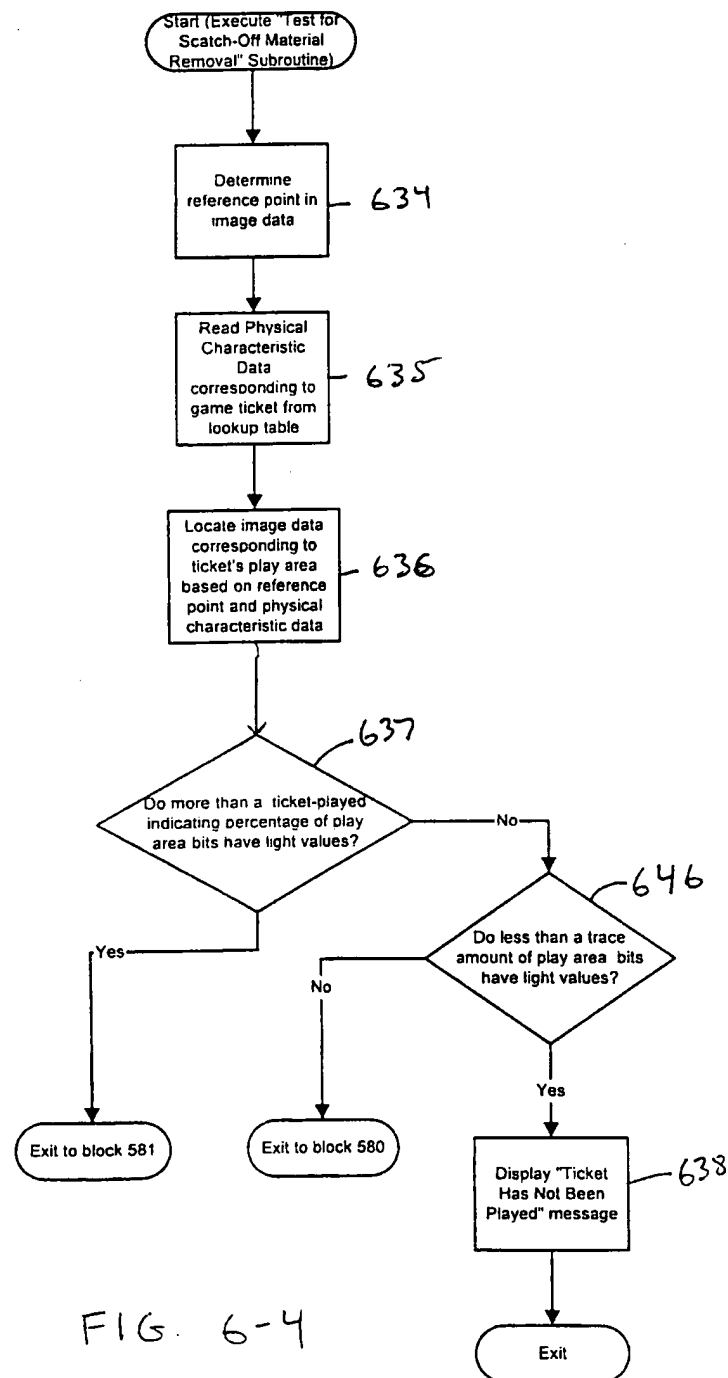 Start (Execute "Test for
Scatch-Off Material
Removal" Subroutine)
Determine
reference point in
image data
634
Read Physical
Characteristic
Data
corresponding to
game ticket from
lookup table
635
Locate image data
corresponding to
ticket's play area
based on reference
point and physical
characteristic data
636
637
Do more than a ticket-played
indicating percentage of play
area bits have light values?
No
646
Do less than a trace
amount of play area bits
have light values?
Yes
No
Yes
Exit to block 581
Exit to block 580
Display "Ticket
Has Not Been
Played" message
638
Exit
FIG. 6-4